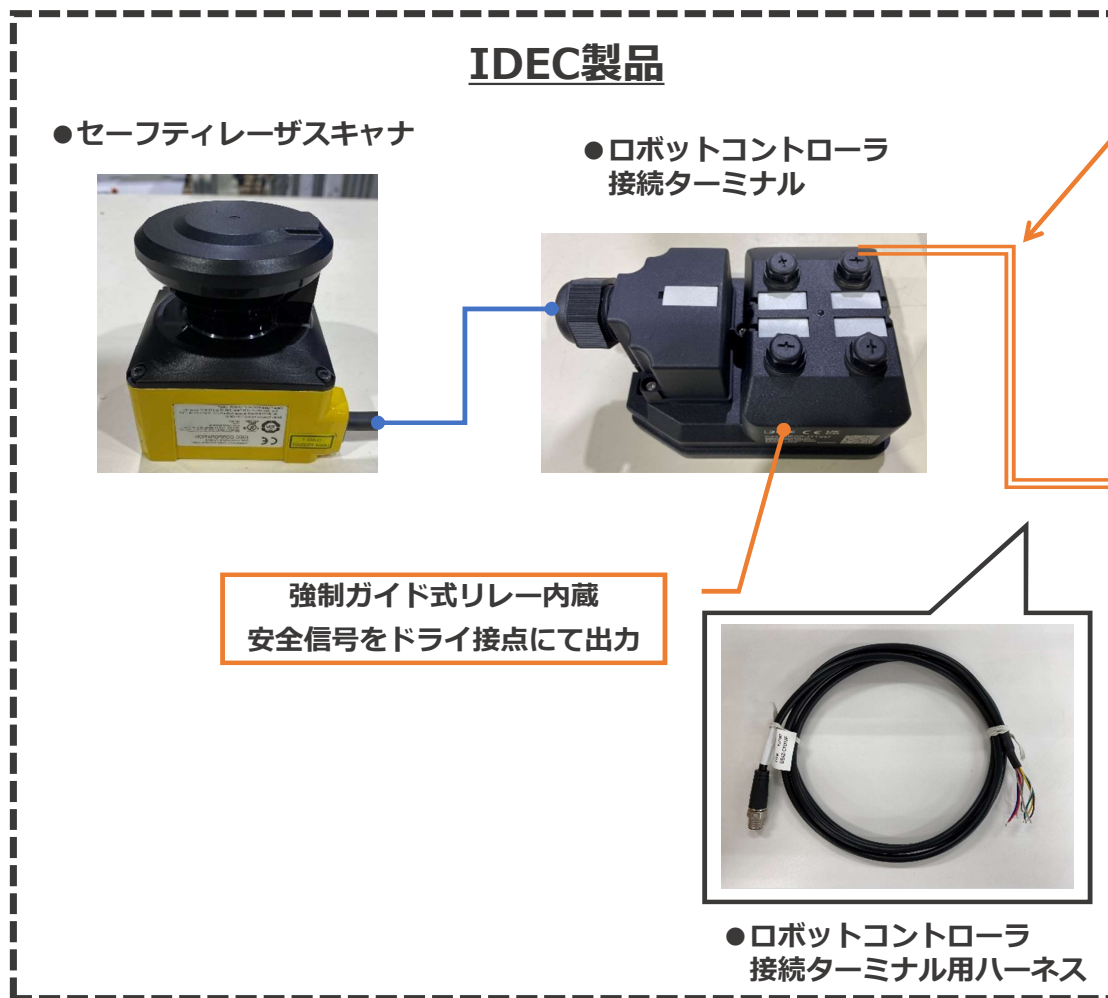 IDEC製品
●セーフティレーザスキャナ
●ロボットコントローラ
接続ターミナル
強制ガイド式リレー内蔵
安全信号をドライ接点にて出力
●ロボットコントローラ
接続ターミナル用ハーネス